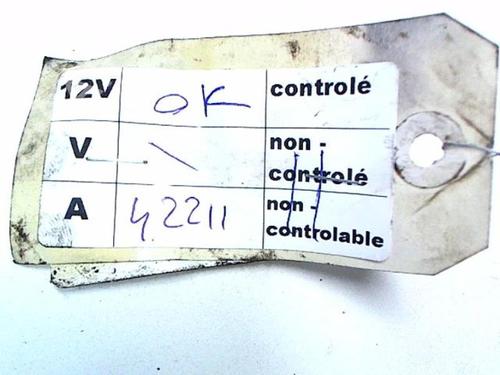 12V OK controlé
V \ non - controlé
A 42211 non - controlable